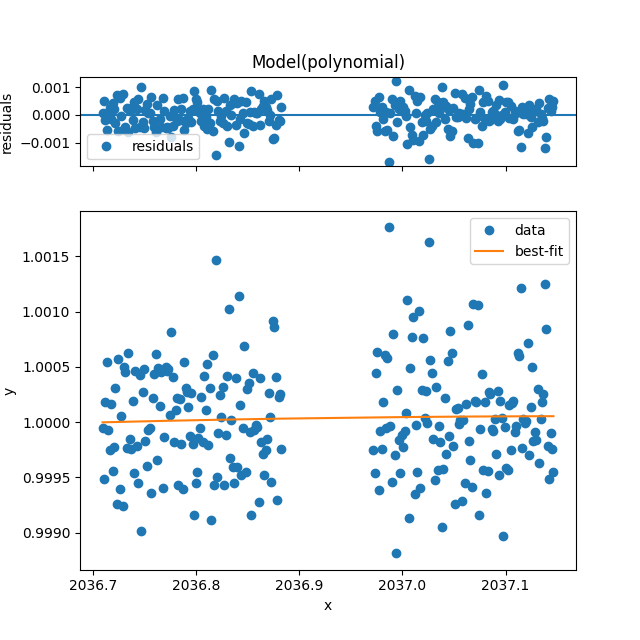 Model(polynomial)
0.001
0.000
−0.001
residuals
residuals
1.0015
1.0010
1.0005
1.0000
0.9995
0.9990
y
data
best-fit
2036.7 2036.8 2036.9 2037.0 2037.1
x